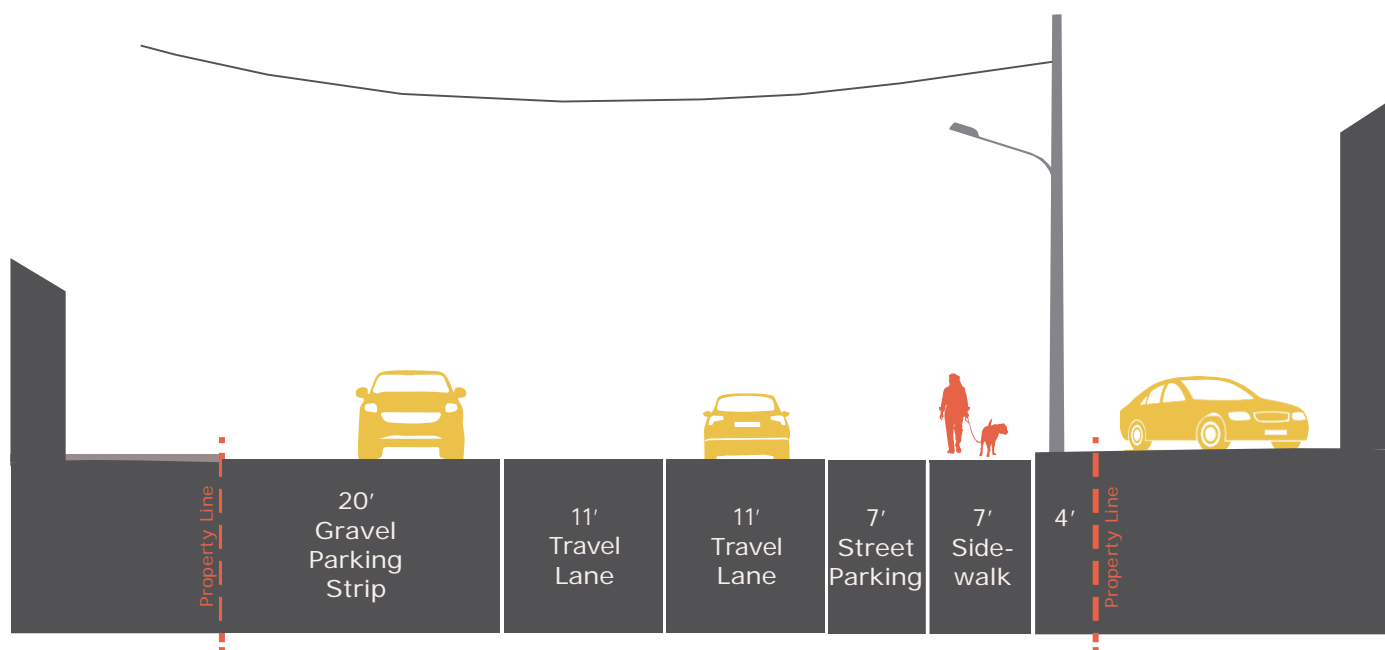 Property Line
20'
Gravel
Parking
Strip
11'
Travel
Lane
11'
Travel
Lane
7'
Street
Parking
7'
Side-
walk
4'
Property Line